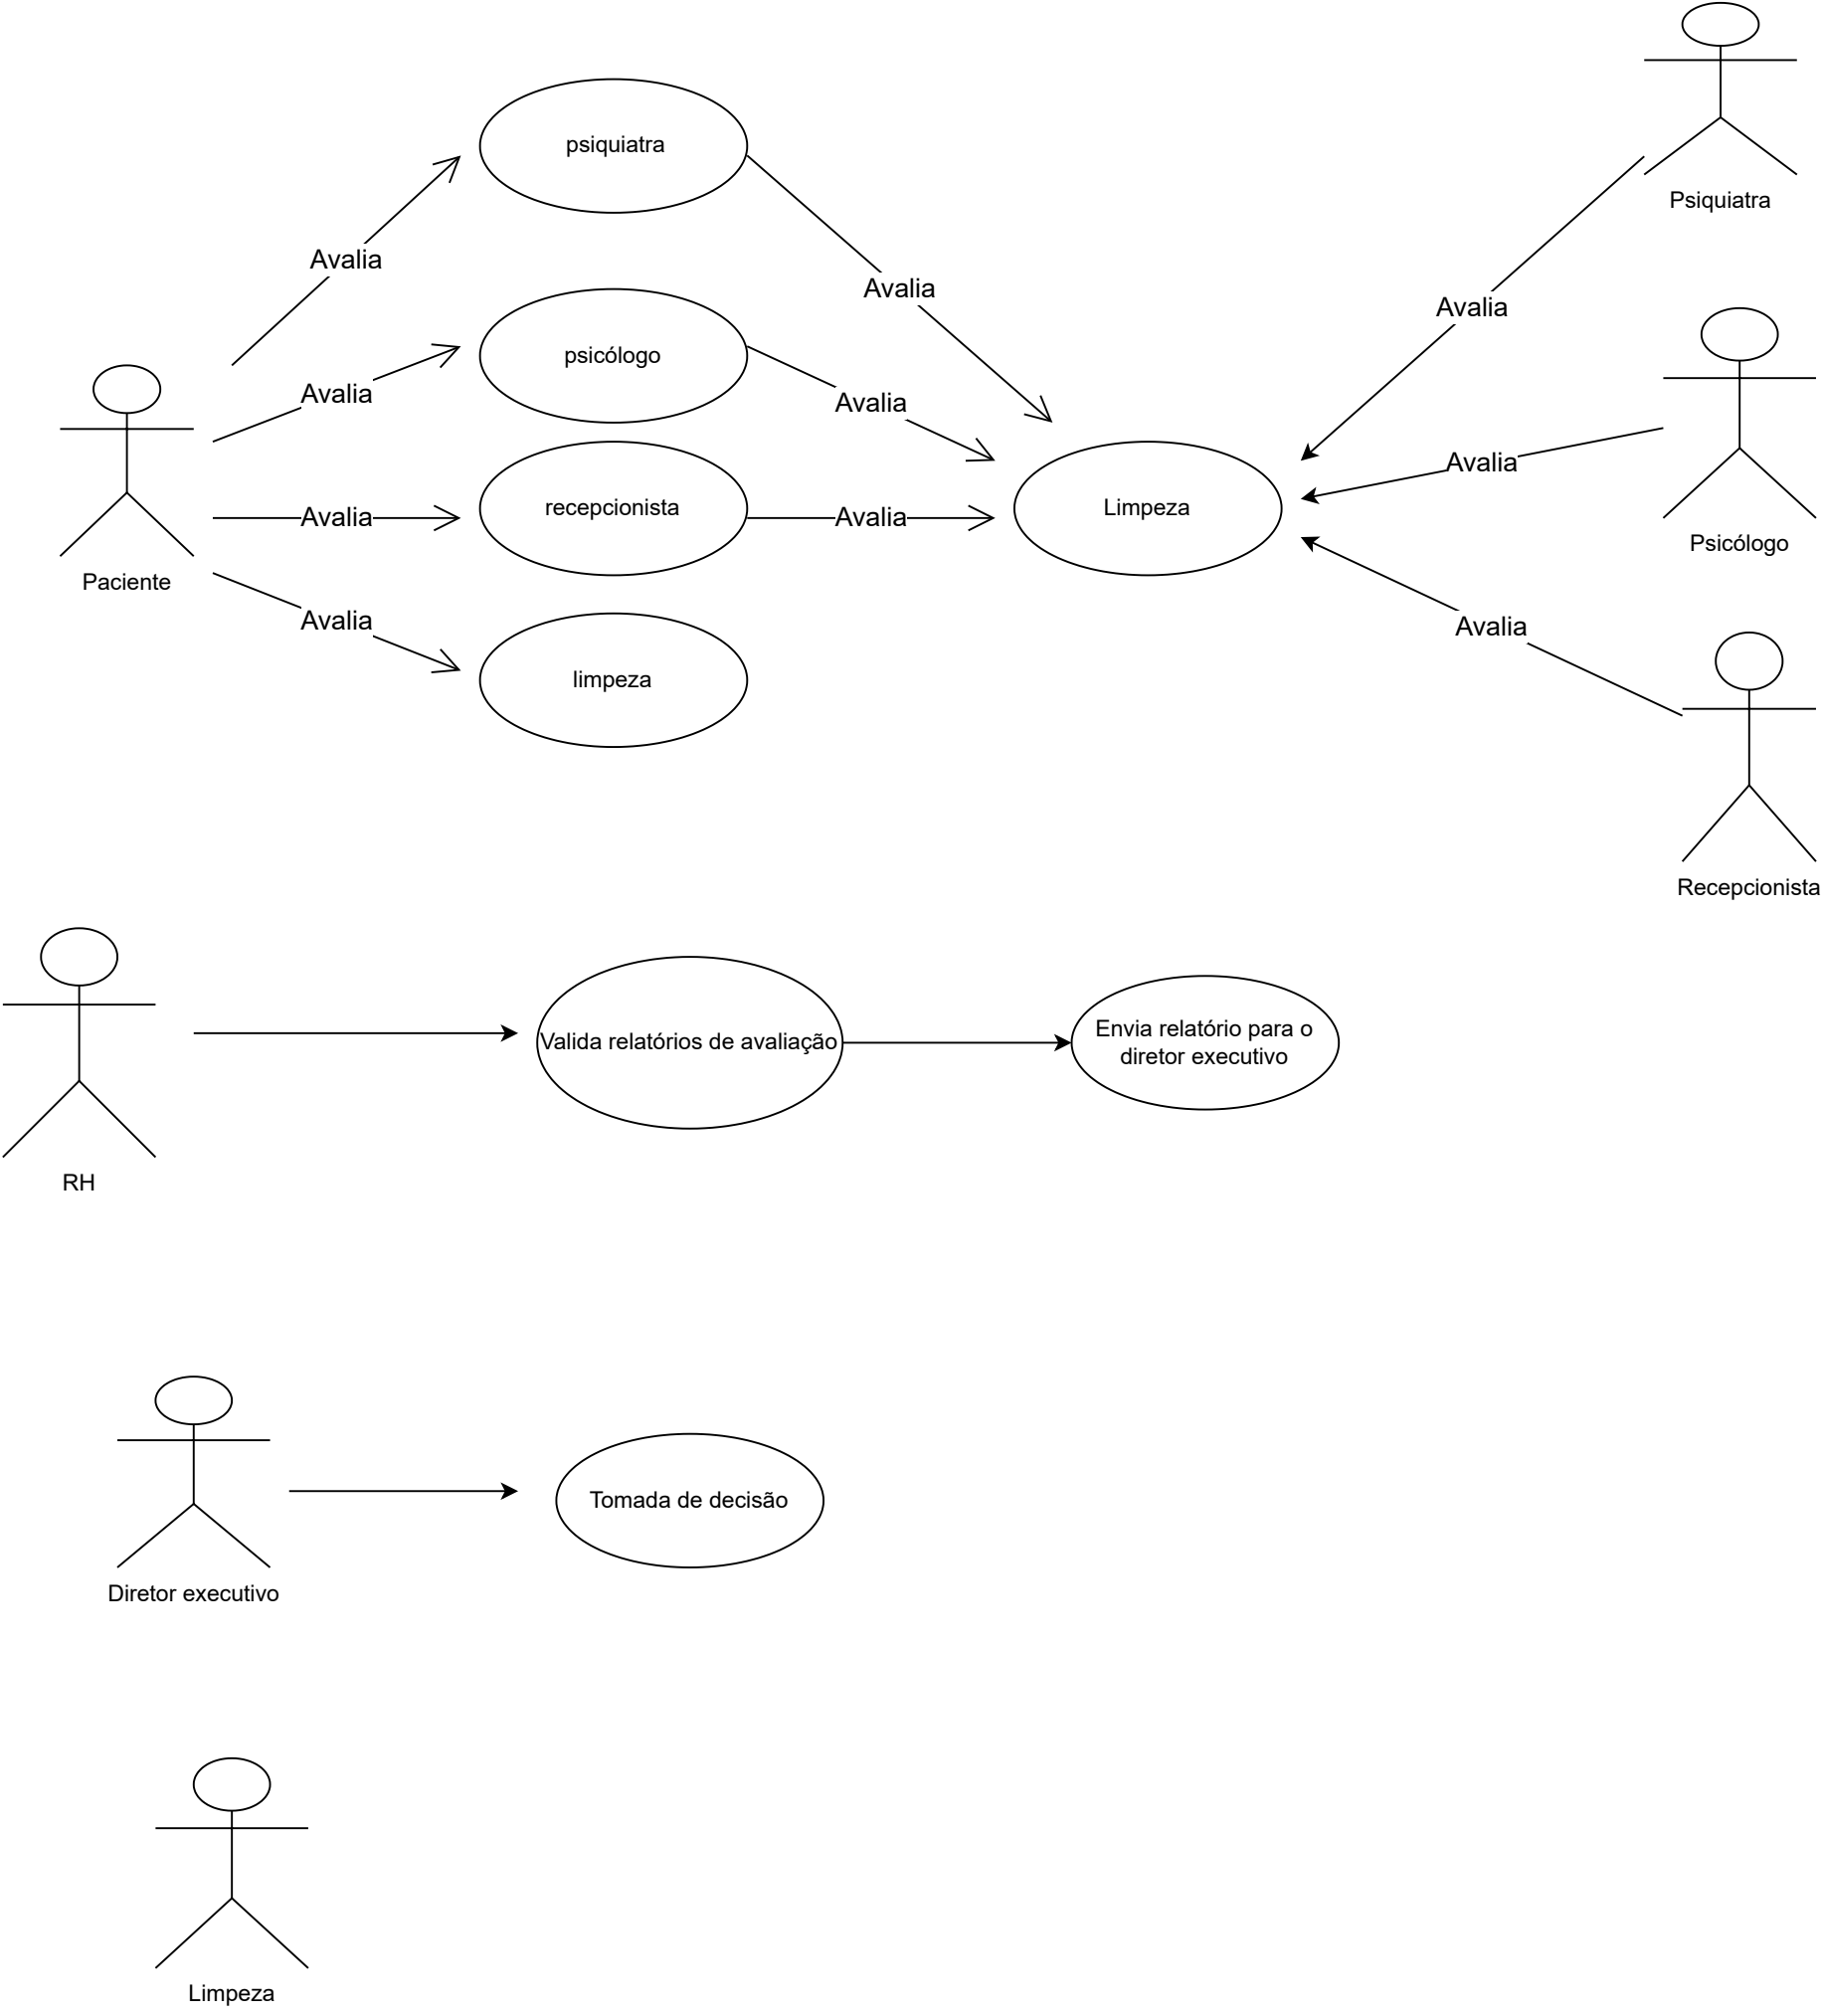 psiquiatra
Psiquiatra
Avalia
Avalia
Avalia
psicólogo
Avalia
Avalia
Avalia
recepcionista
Limpeza
Avalia
Avalia
Psicólogo
Paciente
Avalia
Avalia
limpeza
Recepcionista
Valida relatórios de avaliação
Envia relatório para o
diretor executivo
RH
Tomada de decisão
Diretor executivo
Limpeza